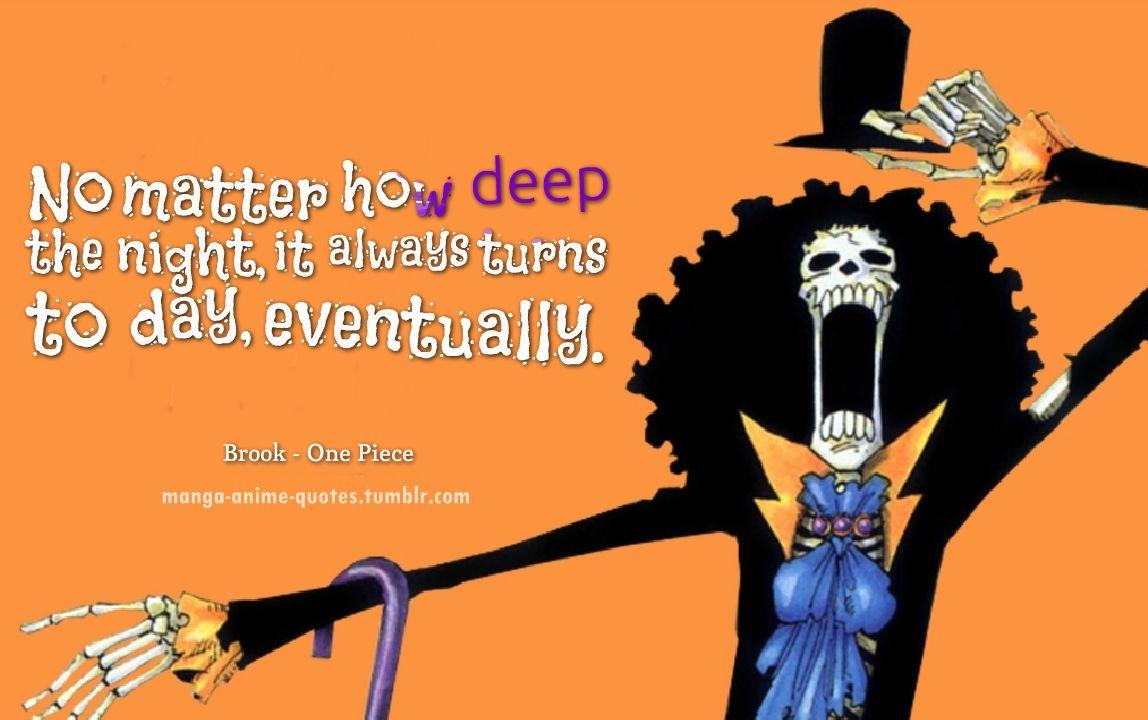 No matter how deep
the night, it always turns
to day, eventually.
Brook - One Piece
manga-anime-quotes.tumblr.com